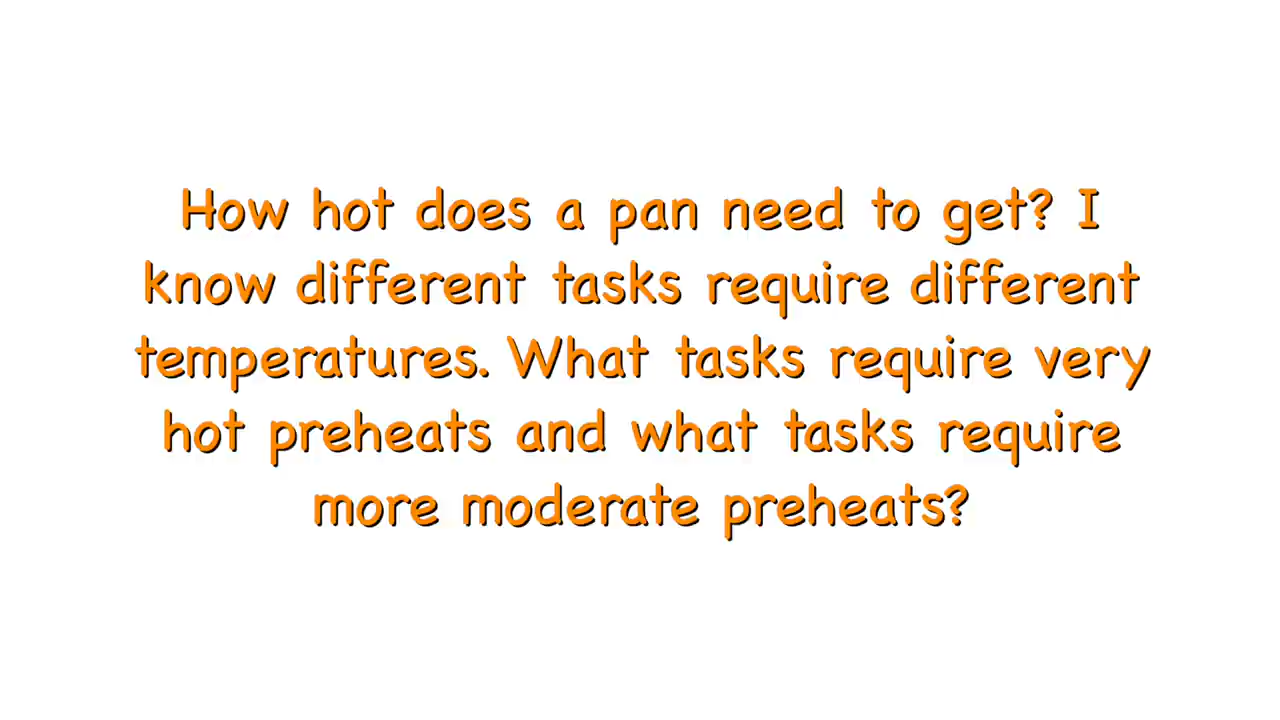 How hot does a pan need to get? I
know different tasks require different
temperatures. What tasks require very
hot preheats and what tasks require
more moderate preheats?